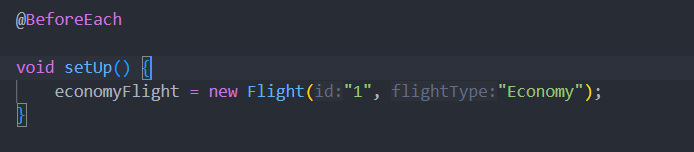 @BeforeEach
void setUp() {
economyFlight = new Flight(id:"1", flightType:"Economy");
}